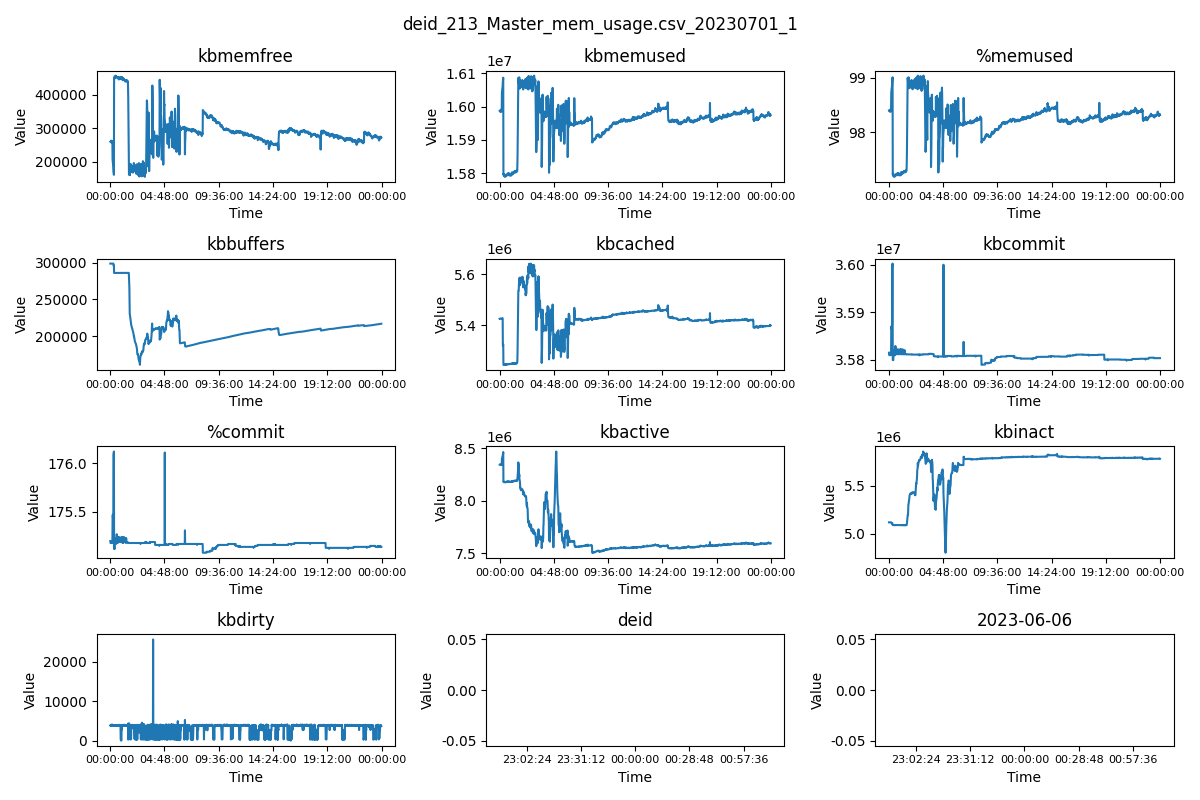 deid_213_Master_mem_usage.csv_20230701_1
kbmemfree
kbmemused
%memused
1e7
400000
300000
200000
Value
1.61
1.60
1.59
1.58
Value
99
98
Value
00:00:00 04:48:00 09:36:00 14:24:00 19:12:00 00:00:00
00:00:00 04:48:00 09:36:00 14:24:00 19:12:00 00:00:00
00:00:00 04:48:00 09:36:00 14:24:00 19:12:00 00:00:00
Time
Time
Time
kbbuffers
kbcached
kbcommit
1e6
1e7
300000
250000
200000
Value
5.6
5.4
Value
3.60
3.59
3.58
Value
00:00:00 04:48:00 09:36:00 14:24:00 19:12:00 00:00:00
00:00:00 04:48:00 09:36:00 14:24:00 19:12:00 00:00:00
00:00:00 04:48:00 09:36:00 14:24:00 19:12:00 00:00:00
Time
Time
Time
%commit
kbactive
kbinact
1e6
1e6
176.0
175.5
Value
8.5
8.0
7.5
Value
5.5
5.0
Value
00:00:00 04:48:00 09:36:00 14:24:00 19:12:00 00:00:00
00:00:00 04:48:00 09:36:00 14:24:00 19:12:00 00:00:00
00:00:00 04:48:00 09:36:00 14:24:00 19:12:00 00:00:00
Time
Time
Time
kbdirty
deid
2023-06-06
20000
10000
0
Value
0.05
0.00
-0.05
Value
0.05
0.00
-0.05
Value
00:00:00 04:48:00 09:36:00 14:24:00 19:12:00 00:00:00
23:02:24 23:31:12 00:00:00 00:28:48 00:57:36
23:02:24 23:31:12 00:00:00 00:28:48 00:57:36
Time
Time
Time